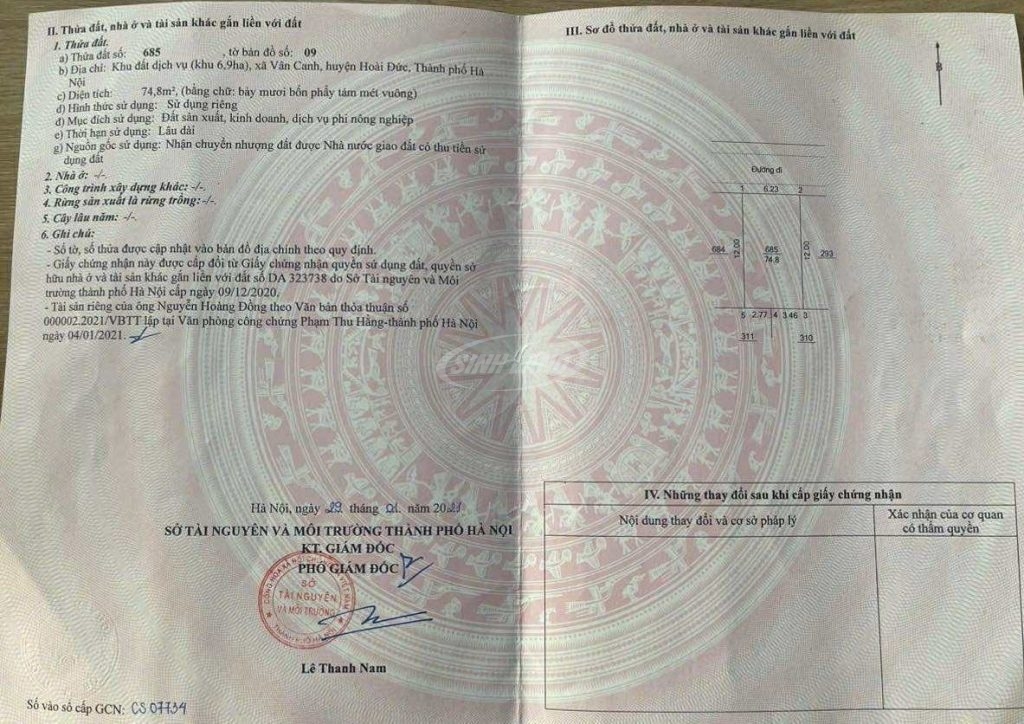 II. Thửa đất, nhà ở và tài sản khác gắn liền với đất
1. Thửa đất.
a) Thửa đất số: 685 , tờ bản đồ số: 09
b) Địa chỉ: Khu đất dịch vụ (khu 6,9ha), xã Vân Canh, huyện Hoài Đức, Thành phố Hà
Nội
c) Diện tích: 74,8m², (bằng chữ: bảy mươi bốn phẩy tám mét vuông)
d) Hình thức sử dụng: Sử dụng riêng
đ) Mục đích sử dụng: Đất sản xuất, kinh doanh, dịch vụ phi nông nghiệp
e) Thời hạn sử dụng: Lâu dài
g) Nguồn gốc sử dụng: Nhận chuyển nhượng đất được Nhà nước giao đất có thu tiền sử
dụng đất
2. Nhà ở: -/-.
3. Công trình xây dựng khác: -/-.
4. Rừng sản xuất là rừng trồng: -/-.
5. Cây lâu năm: -/-.
6. Ghi chú:
- Số tờ, số thửa được cập nhật vào bản đồ địa chính theo quy định.
- Giấy chứng nhận này được cấp đổi từ Giấy chứng nhận quyền sử dụng đất, quyền sở
hữu nhà ở và tài sản khác gắn liền với đất số DA 323738 do Sở Tài nguyên và Môi
trường thành phố Hà Nội cấp ngày 09/12/2020.
- Tài sản riêng của ông Nguyễn Hoàng Đồng theo Văn bản thỏa thuận số
000002.2021/VBTT lập tại Văn phòng công chứng Phạm Thu Hằng-thành phố Hà Nội
ngày 04/01/2021.
Hà Nội, ngày 29 tháng 01 năm 2021
SỞ TÀI NGUYÊN VÀ MÔI TRƯỜNG THÀNH PHỐ HÀ NỘI
KT. GIÁM ĐỐC
PHÓ GIÁM ĐỐC
SỞ
TÀI NGUYÊN
VÀ MÔI TRƯỜNG
Lê Thanh Nam
Số vào sổ cấp GCN: CS 07734
III. Sơ đồ thửa đất, nhà ở và tài sản khác gắn liền với đất
B
Đường đi
1 6.23 2
684 12.00 685 12.00 293
74.8
5 2.77 4 3.46 3
311 310
IV. Những thay đổi sau khi cấp giấy chứng nhận
Nội dung thay đổi và cơ sở pháp lý
Xác nhận của cơ quan
có thẩm quyền